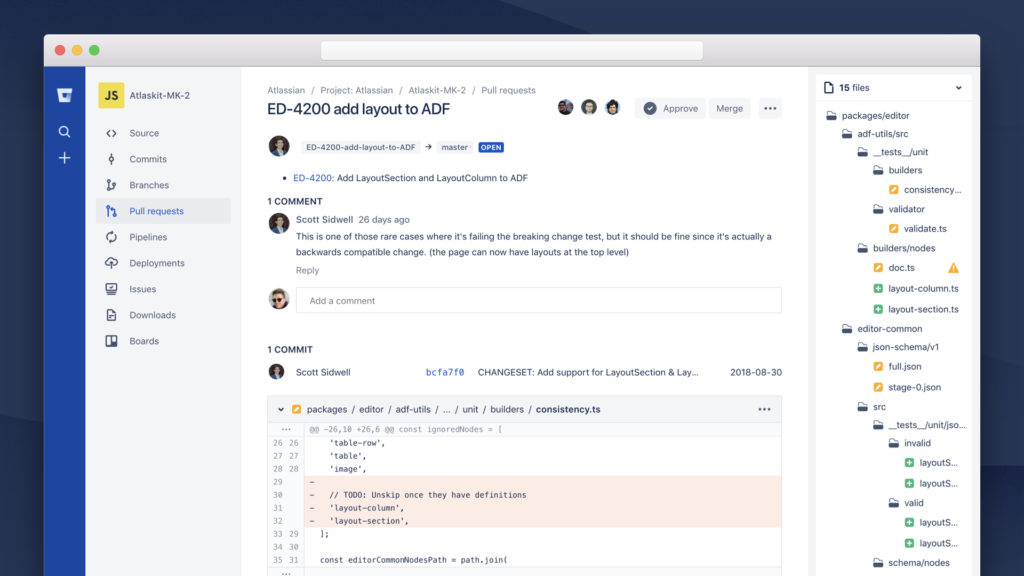 JS Atlaskit-MK-2
Source
Commits
Branches
Pull requests
Pipelines
Deployments
Issues
Downloads
Boards
Atlassian / Project: Atlassian / Atlaskit-MK-2 / Pull requests
ED-4200 add layout to ADF
Approve
Merge
ED-4200-add-layout-to-ADF → master OPEN
• ED-4200: Add LayoutSection and LayoutColumn to ADF
1 COMMENT
Scott Sidwell 26 days ago
This is one of those rare cases where it's failing the breaking change test, but it should be fine since it's actually a
backwards compatible change. (the page can now have layouts at the top level)
Reply
Add a comment
1 COMMIT
Scott Sidwell bcfa7f0 CHANGESET: Add support for LayoutSection & Lay... 2018-08-30
packages / editor / adf-utils / ... / unit / builders / consistency.ts
... @@ -26,10 +26,6 @@ const ignoredNodes = [
26 26 'table-row',
27 27 'table',
28 28 'image',
29 -
30 - // TODO: Unskip once they have definitions
31 - 'layout-column',
32 - 'layout-section',
33 29 ];
34 30
35 31 const editorCommonNodesPath = path.join(
...
15 files
packages/editor
adf-utils/src
__tests__/unit
builders
consistency...
validator
validate.ts
builders/nodes
doc.ts
layout-column.ts
layout-section.ts
editor-common
json-schema/v1
full.json
stage-0.json
src
__tests__/unit/jso...
invalid
layoutS...
layoutS...
valid
layoutS...
layoutS...
schema/nodes